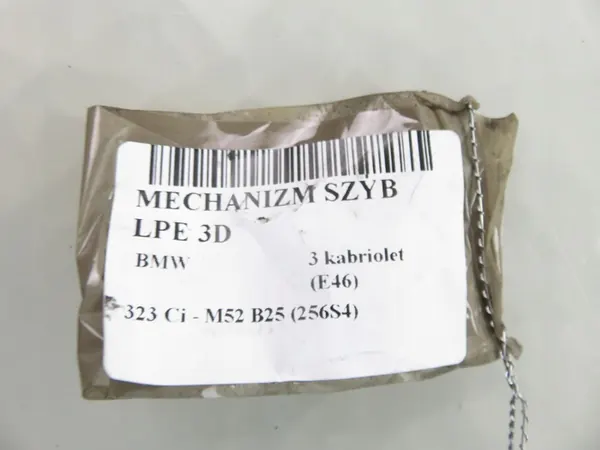 MECHANIZM SZYB
LPE 3D
BMW 3 kabriolet
(E46)
323 Ci - M52 B25 (256S4)